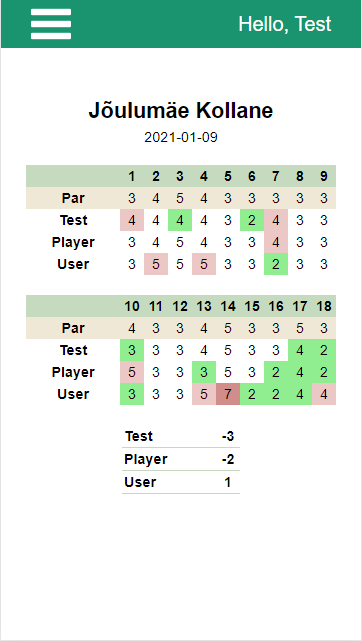 Hello, Test
Jõulumäe Kollane
2021-01-09
1 2 3 4 5 6 7 8 9
Par 3 4 5 4 3 3 3 3 3
Test 4 4 4 4 3 2 4 3 3
Player 3 4 5 4 3 3 4 3 3
User 3 5 5 5 3 3 2 3 3
10 11 12 13 14 15 16 17 18
Par 4 3 3 4 5 3 3 5 3
Test 3 3 3 4 5 3 3 4 2
Player 5 3 3 3 5 3 2 4 2
User 3 3 3 5 7 2 2 4 4
Test -3
Player -2
User 1